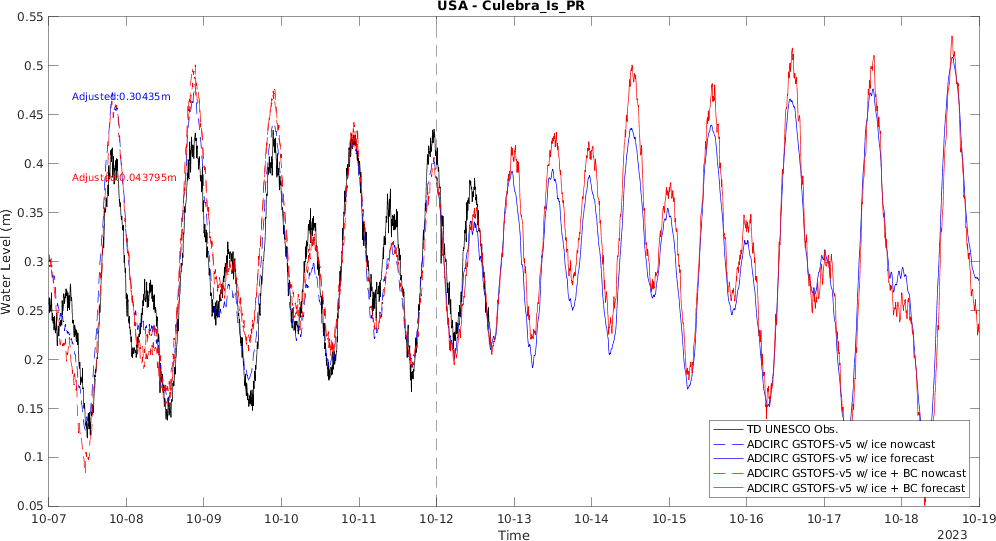 USA - Culebra_Is_PR
0.55
0.5
0.45
0.4
0.35
0.3
0.25
0.2
0.15
0.1
0.05
Water Level (m)
Adjusted:0.30435m
Adjusted:0.043795m
TD UNESCO Obs.
ADCIRC GSTOFS-v5 w/ ice nowcast
ADCIRC GSTOFS-v5 w/ ice forecast
ADCIRC GSTOFS-v5 w/ ice + BC nowcast
ADCIRC GSTOFS-v5 w/ ice + BC forecast
10-07 10-08 10-09 10-10 10-11 10-12 10-13 10-14 10-15 10-16 10-17 10-18 10-19
Time
2023